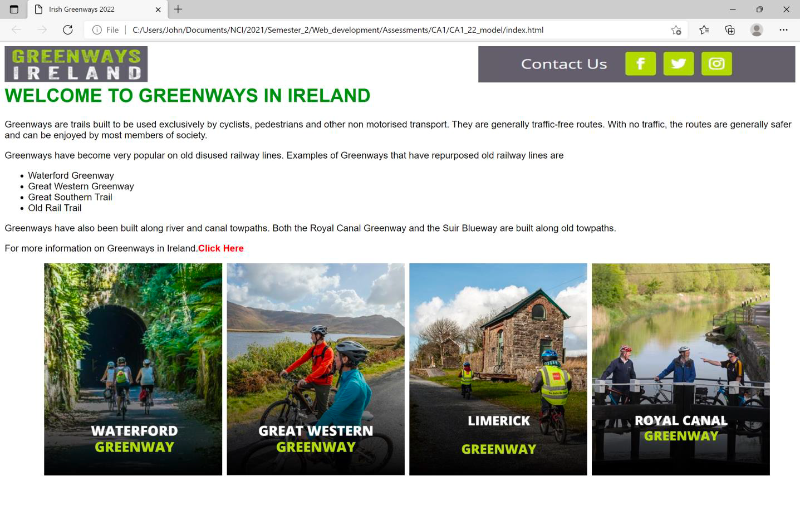 Irish Greenways 2022
File
C:/Users/John/Documents/NCI/2021/Semester_2/Web_development/Assessments/CA1/CA1_22_model/index.html
GREENWAYS
IRELAND
Contact Us
WELCOME TO GREENWAYS IN IRELAND
Greenways are trails built to be used exclusively by cyclists, pedestrians and other non motorised transport. They are generally traffic-free routes. With no traffic, the routes are generally safer
and can be enjoyed by most members of society.
Greenways have become very popular on old disused railway lines. Examples of Greenways that have repurposed old railway lines are
Waterford Greenway
Great Western Greenway
Great Southern Trail
Old Rail Trail
Greenways have also been built along river and canal towpaths. Both the Royal Canal Greenway and the Suir Blueway are built along old towpaths.
For more information on Greenways in Ireland.Click Here
WATERFORD
GREENWAY
GREAT WESTERN
GREENWAY
LIMERICK
GREENWAY
ROYAL CANAL
GREENWAY